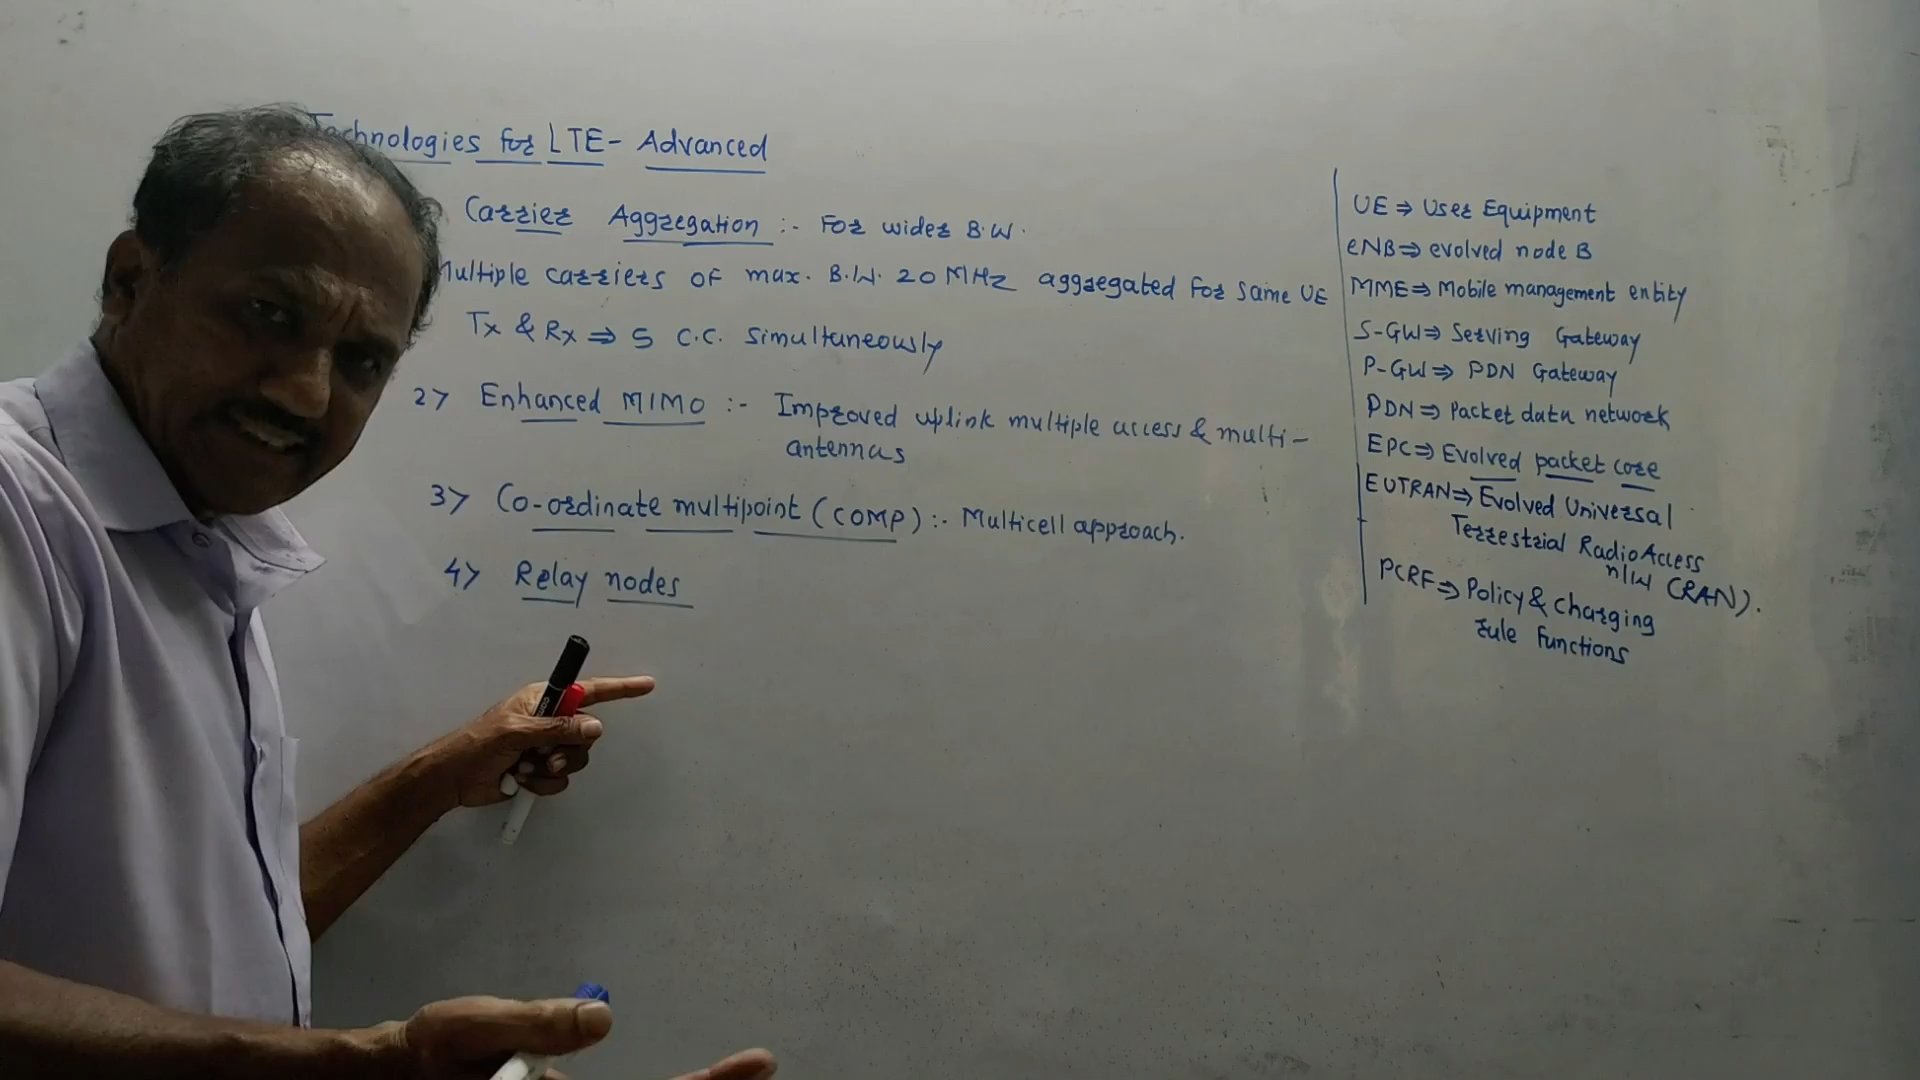 Technologies for LTE- Advanced
Carrier Aggregation :- For wider B.W.
Multiple carriers of max. B.W. 20 MHz aggregated for same UE
Tx & Rx ⇒ 5 C.C. simultaneously
2> Enhanced MIMO :- Improved uplink multiple access & multi-
antennas
3> Co-ordinate multipoint (COMP) :- Multicell approach.
4> Relay nodes
UE ⇒ User Equipment
eNB ⇒ evolved node B
MME ⇒ Mobile management entity
S-GW ⇒ Serving Gateway
P-GW ⇒ PDN Gateway
PDN ⇒ Packet data network
EPC ⇒ Evolved packet core
EUTRAN ⇒ Evolved Universal
Terrestrial Radio Access
n/w (RAN).
PCRF ⇒ Policy & charging
rule functions